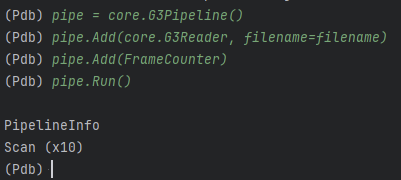 (Pdb) pipe = core.G3Pipeline()
(Pdb) pipe.Add(core.G3Reader, filename=filename)
(Pdb) pipe.Add(FrameCounter)
(Pdb) pipe.Run()
PipelineInfo
Scan (x10)
(Pdb)